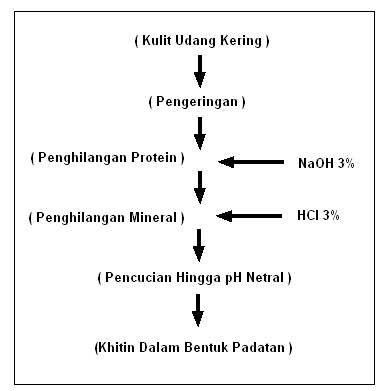 ( Kulit Udang Kering )
( Pengeringan )
( Penghilangan Protein )
NaOH 3%
( Penghilangan Mineral )
HCl 3%
( Pencucian Hingga pH Netral )
(Khitin Dalam Bentuk Padatan )